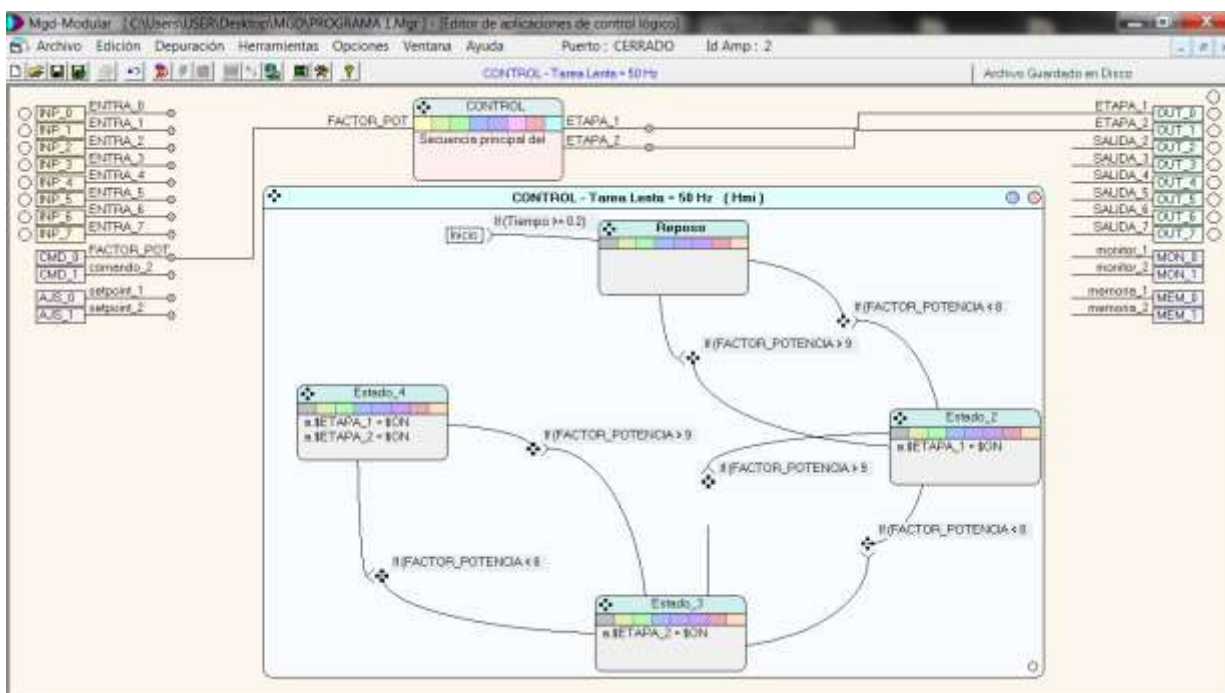 Mgd-Modular [C:\Users\USER\Desktop\MGD\PROGRAMA 1.Mgr] - [Editor de aplicaciones de control lógico]
Archivo Edición Depuración Herramientas Opciones Ventana Ayuda Puerto : CERRADO Id Amp : 2
CONTROL - Tarea Lenta = 50 Hz Archivo Guardado en Disco
INP_0 ENTRA_0
INP_1 ENTRA_1
INP_2 ENTRA_2
INP_3 ENTRA_3
INP_4 ENTRA_4
INP_5 ENTRA_5
INP_6 ENTRA_6
INP_7 ENTRA_7
CMD_0 FACTOR_POT
CMD_1 comando_2
AJS_0 setpoint_1
AJS_1 setpoint_2
FACTOR_POT
CONTROL
Secuencia principal del
ETAPA_1
ETAPA_2
ETAPA_1 OUT_0
ETAPA_2 OUT_1
SALIDA_2 OUT_2
SALIDA_3 OUT_3
SALIDA_4 OUT_4
SALIDA_5 OUT_5
SALIDA_6 OUT_6
SALIDA_7 OUT_7
monitor_1 MON_0
monitor_2 MON_1
memoria_1 MEM_0
memoria_2 MEM_1
CONTROL - Tarea Lenta = 50 Hz (Hmi)
Inicio
If (Tiempo >= 0.2)
Reposo
If (FACTOR_POTENCIA < 8
If (FACTOR_POTENCIA > 9
Estado_4
a.$ETAPA_1 = $ON
a.$ETAPA_2 = $ON
Estado_2
a.$ETAPA_1 = $ON
If (FACTOR_POTENCIA > 9
If (FACTOR_POTENCIA > 9
If (FACTOR_POTENCIA < 8
If (FACTOR_POTENCIA < 8
Estado_3
a.$ETAPA_2 = $ON